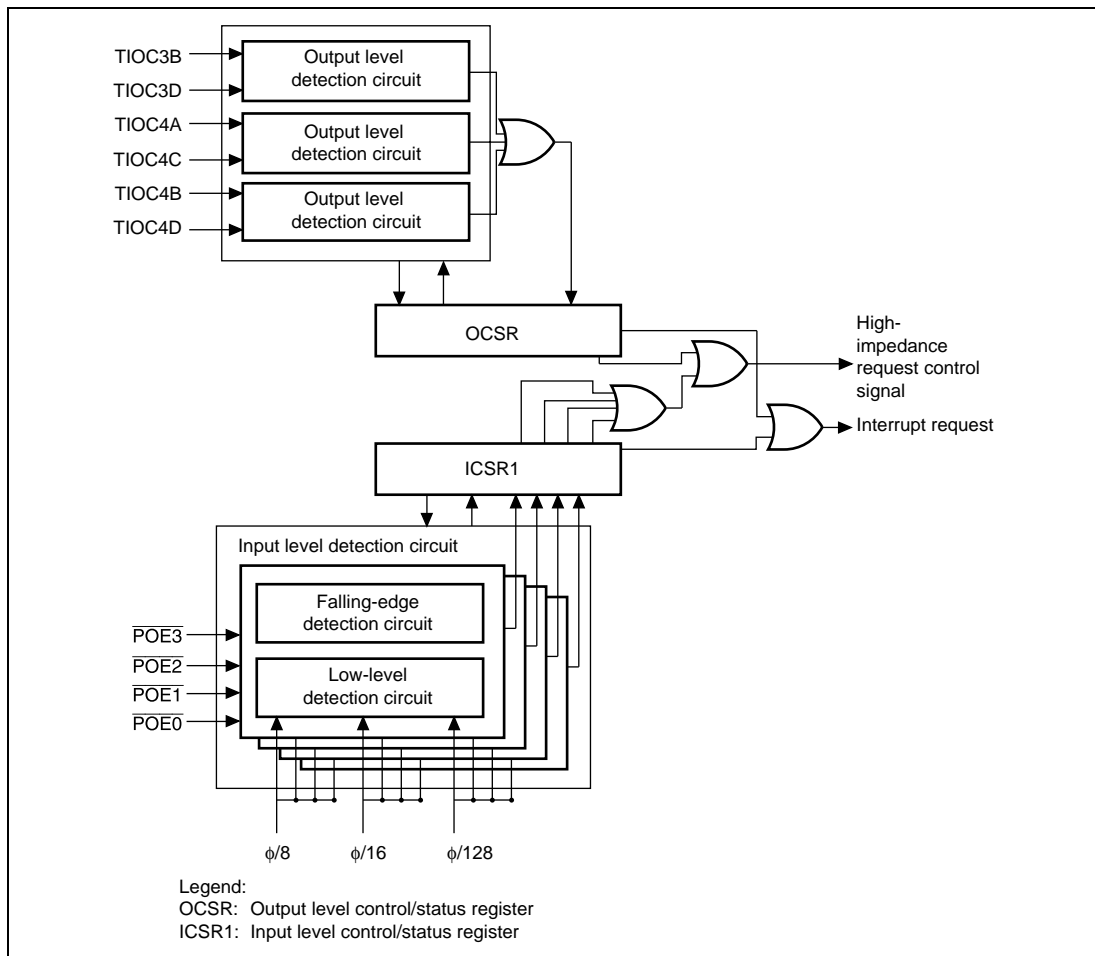 TIOC3B
TIOC3D
TIOC4A
TIOC4C
TIOC4B
TIOC4D
Output level
detection circuit
Output level
detection circuit
Output level
detection circuit
OCSR
High-
impedance
request control
signal
Interrupt request
ICSR1
Input level detection circuit
Falling-edge
detection circuit
Low-level
detection circuit
POE3
POE2
POE1
POE0
ϕ/8
ϕ/16
ϕ/128
Legend:
OCSR: Output level control/status register
ICSR1: Input level control/status register